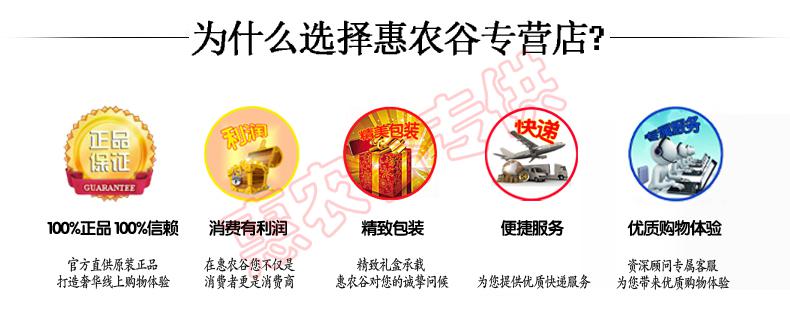 为什么选择惠农谷专营店?
正品
保证
GUARANTEE
利润
精美包装
快递
专属服务
100%正品 100%信赖
消费有利润
精致包装
便捷服务
优质购物体验
官方直供原装正品
打造奢华线上购物体验
在惠农谷您不仅是
消费者更是消费商
精致礼盒承载
惠农谷对您的诚挚问候
为您提供优质快递服务
资深顾问专属客服
为您带来优质购物体验